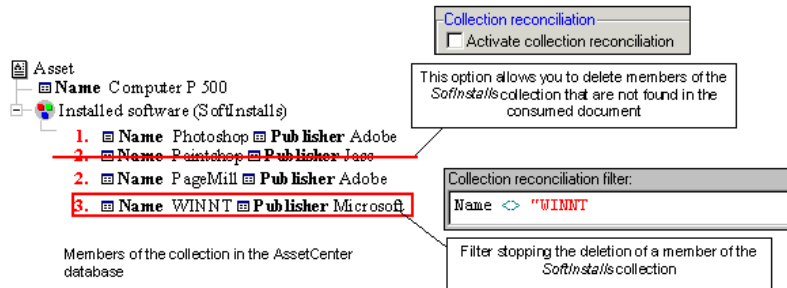 Collection reconciliation
Activate collection reconciliation
Asset
Name Computer P 500
Installed software (SoftInstalls)
1. Name Photoshop Publisher Adobe
2. Name Paintshop Publisher Jasc
2. Name PageMill Publisher Adobe
3. Name WINNT Publisher Microsoft
This option allows you to delete members of the
SofInstalls collection that are not found in the
consumed document
Collection reconciliation filter:
Name <> "WINNT
Members of the collection in the AssetCenter
database
Filter stopping the deletion of a member of the
SoftInstalls collection